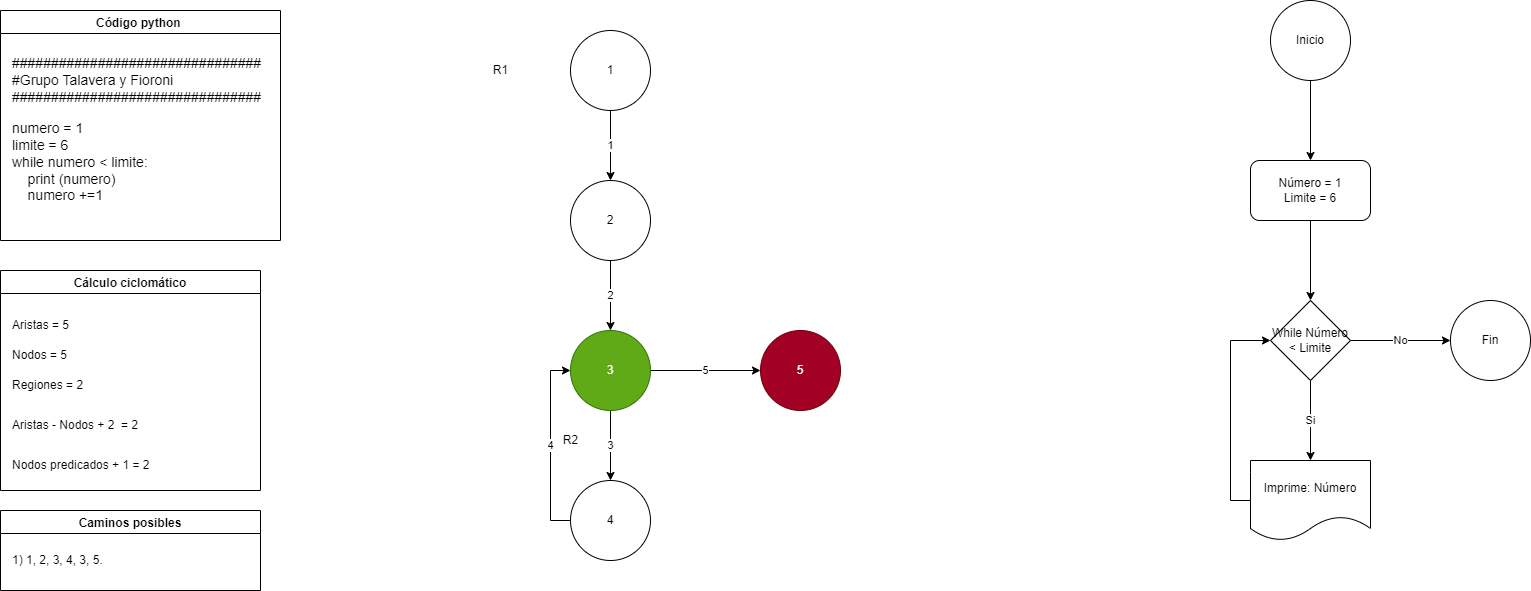 Código python
################################
#Grupo Talavera y Fioroni
################################
numero = 1
limite = 6
while numero < limite:
    print (numero)
    numero +=1
Cálculo ciclomático
Aristas = 5
Nodos = 5
Regiones = 2
Aristas - Nodos + 2  = 2
Nodos predicados + 1 = 2
Caminos posibles
1) 1, 2, 3, 4, 3, 5.
R1
1
1
2
2
3
5
5
4
R2
3
4
Inicio
Número = 1
Limite = 6
While Número
< Limite
No
Fin
Si
Imprime: Número